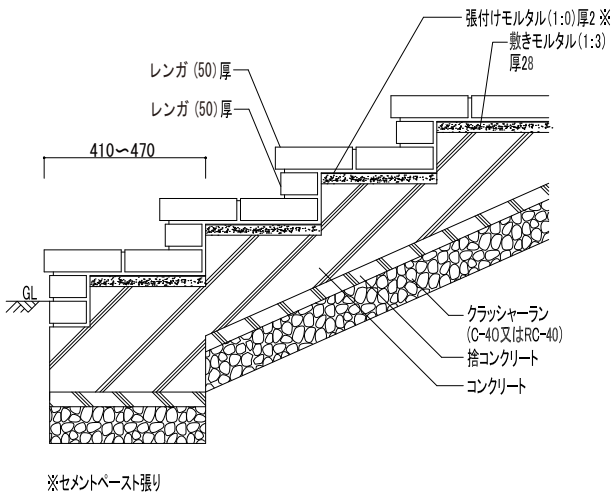 張付けモルタル(1:0)厚2 ※
敷きモルタル(1:3)
厚28
レンガ (50)厚
レンガ (50)厚
410～470
GL
クラッシャーラン
(C-40又はRC-40)
捨コンクリート
コンクリート
※セメントペースト張り